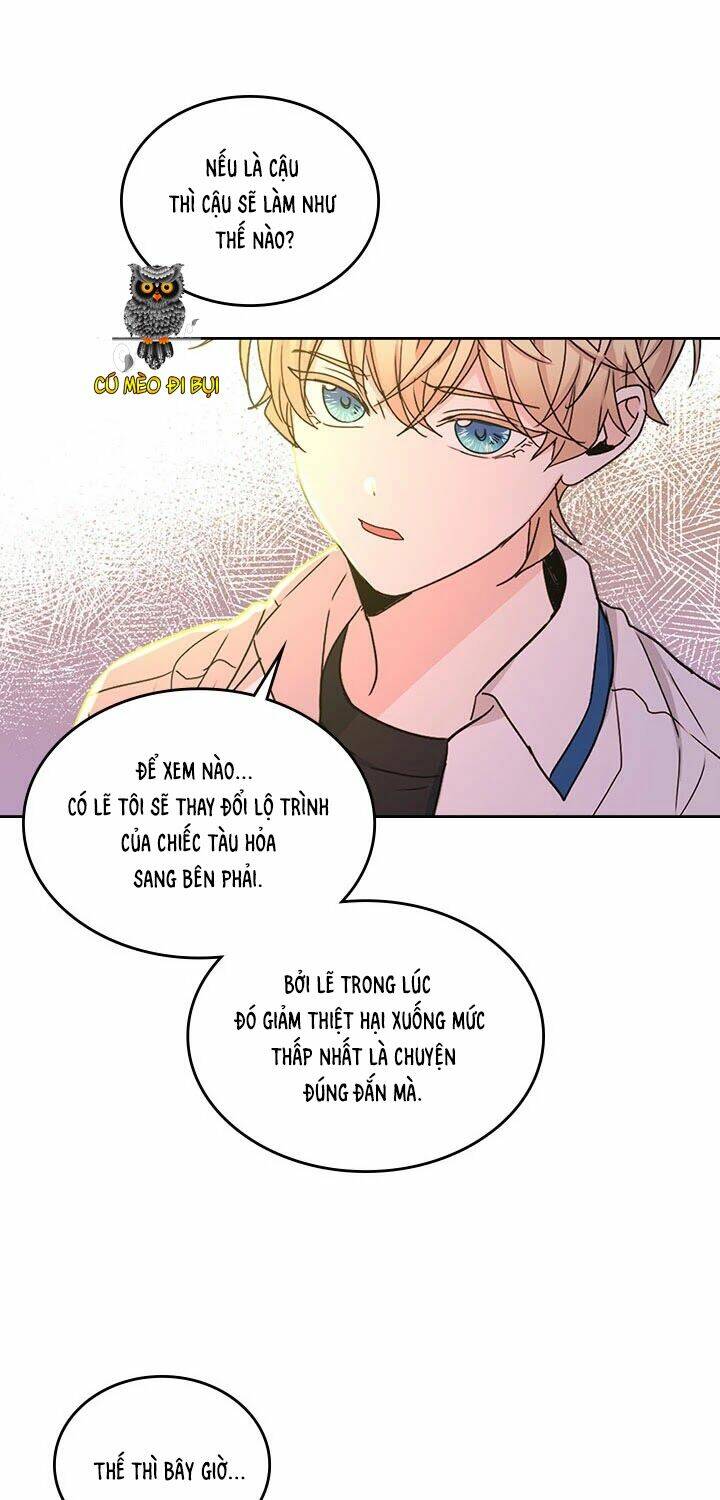 NẾU LÀ CẬU
THÌ CẬU SẼ LÀM NHƯ
THẾ NÀO?
CÚ MÈO ĐI BỤI
ĐỂ XEM NÀO...
CÓ LẼ TÔI SẼ THAY ĐỔI LỘ TRÌNH
CỦA CHIẾC TÀU HỎA
SANG BÊN PHẢI.
BỞI LẼ TRONG LÚC
ĐÓ GIẢM THIỆT HẠI XUỐNG MỨC
THẤP NHẤT LÀ CHUYỆN
ĐÚNG ĐẮN MÀ.
THẾ THÌ BÂY GIỜ...